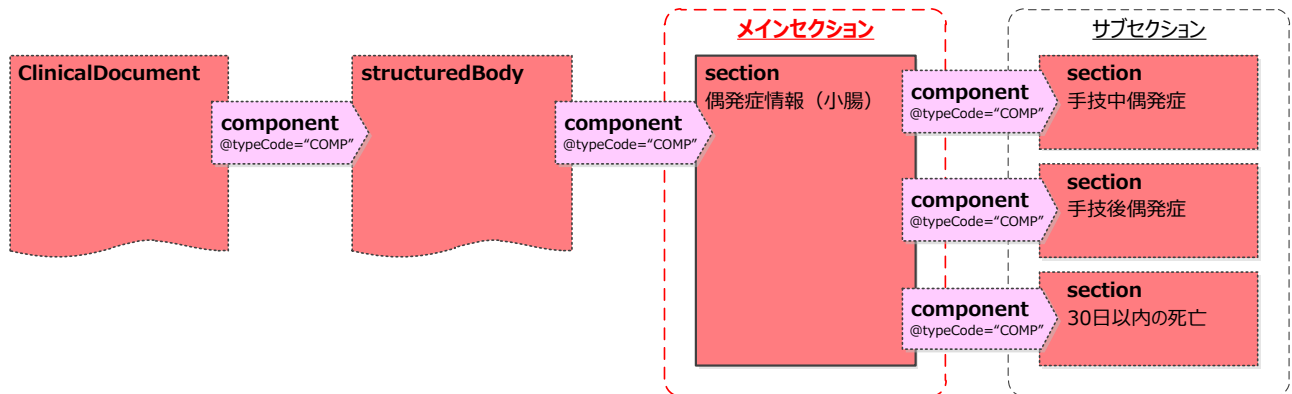 メインセクション
サブセクション
ClinicalDocument
component
@typeCode=“COMP”
structuredBody
component
@typeCode=“COMP”
section
偶発症情報（小腸）
component
@typeCode=“COMP”
section
手技中偶発症
component
@typeCode=“COMP”
section
手技後偶発症
component
@typeCode=“COMP”
section
30日以内の死亡